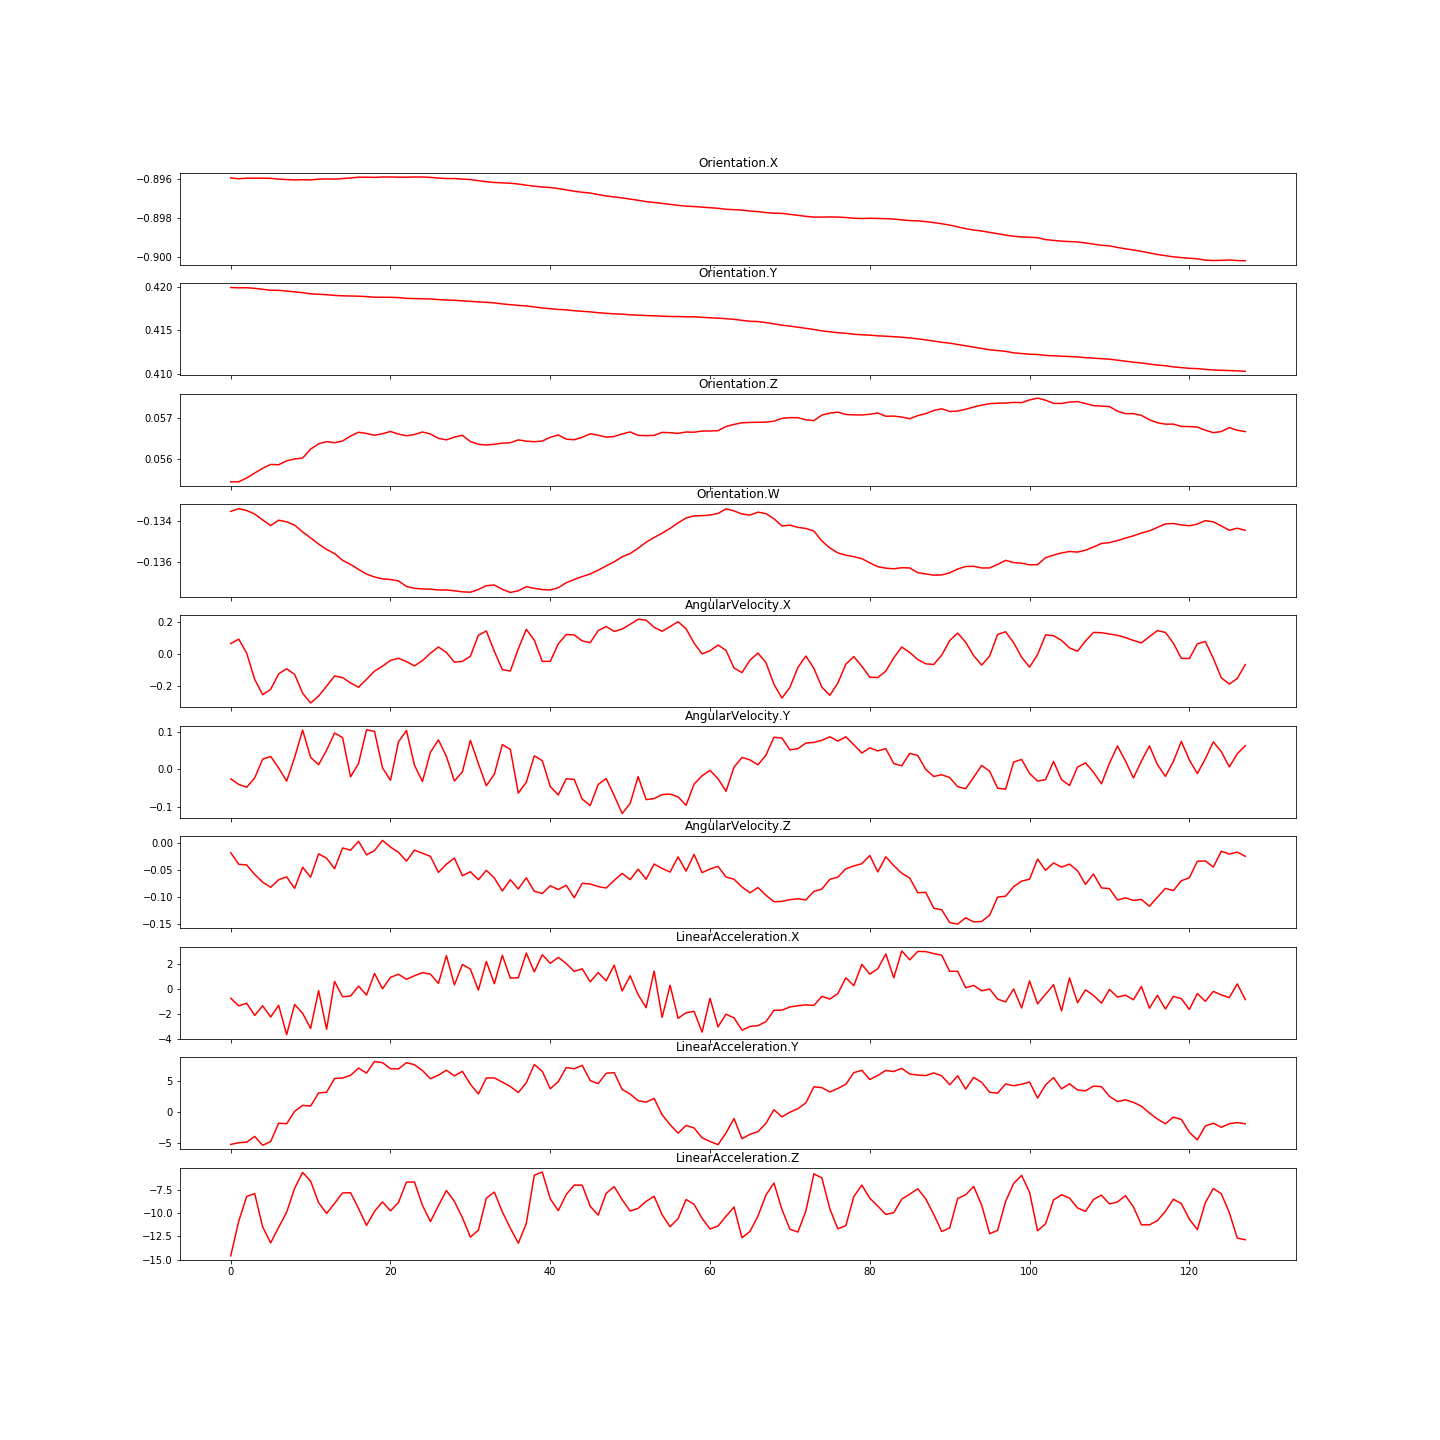 Orientation.X
−0.896
−0.898
−0.900
Orientation.Y
0.420
0.415
0.410
Orientation.Z
0.057
0.056
Orientation.W
−0.134
−0.136
AngularVelocity.X
0.2
0.0
−0.2
AngularVelocity.Y
0.1
0.0
−0.1
AngularVelocity.Z
0.00
−0.05
−0.10
−0.15
LinearAcceleration.X
2
0
−2
−4
LinearAcceleration.Y
5
0
−5
LinearAcceleration.Z
−7.5
−10.0
−12.5
−15.0
0 20 40 60 80 100 120